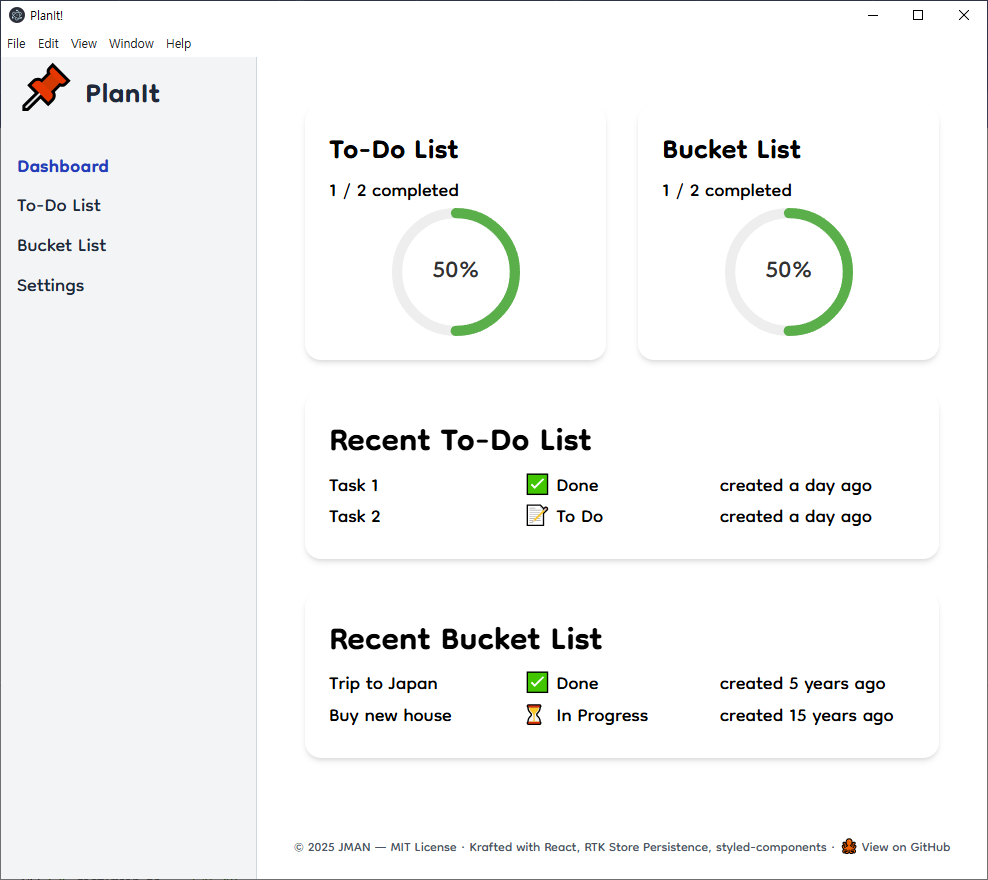 PlanIt!
File Edit View Window Help
PlanIt
Dashboard
To-Do List
Bucket List
Settings
To-Do List
1 / 2 completed
50%
Bucket List
1 / 2 completed
50%
Recent To-Do List
Task 1 Done created a day ago
Task 2 To Do created a day ago
Recent Bucket List
Trip to Japan Done created 5 years ago
Buy new house In Progress created 15 years ago
© 2025 JMAN — MIT License · Krafted with React, RTK Store Persistence, styled-components · View on GitHub